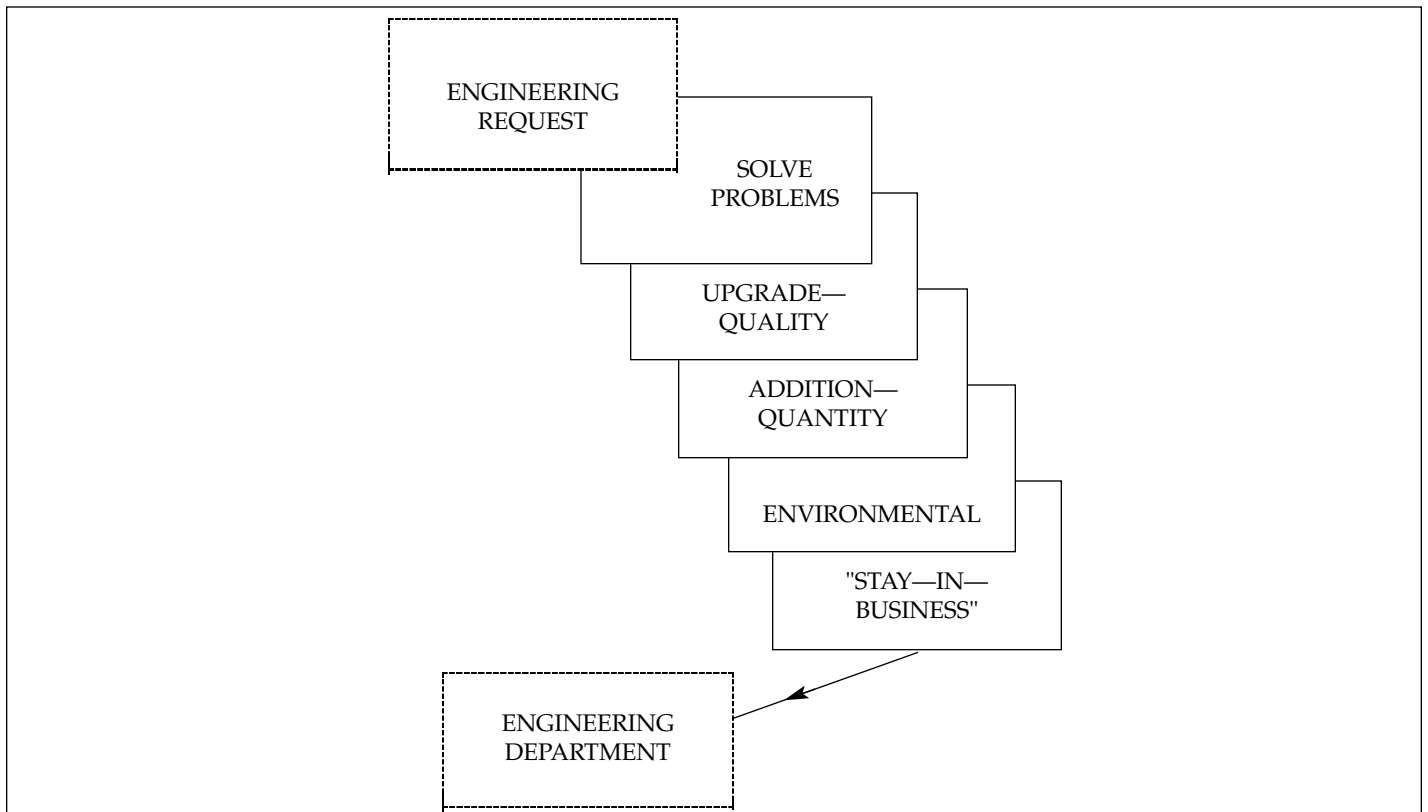 ENGINEERING
REQUEST
SOLVE
PROBLEMS
UPGRADE—
QUALITY
ADDITION—
QUANTITY
ENVIRONMENTAL
"STAY—IN—
BUSINESS"
ENGINEERING
DEPARTMENT